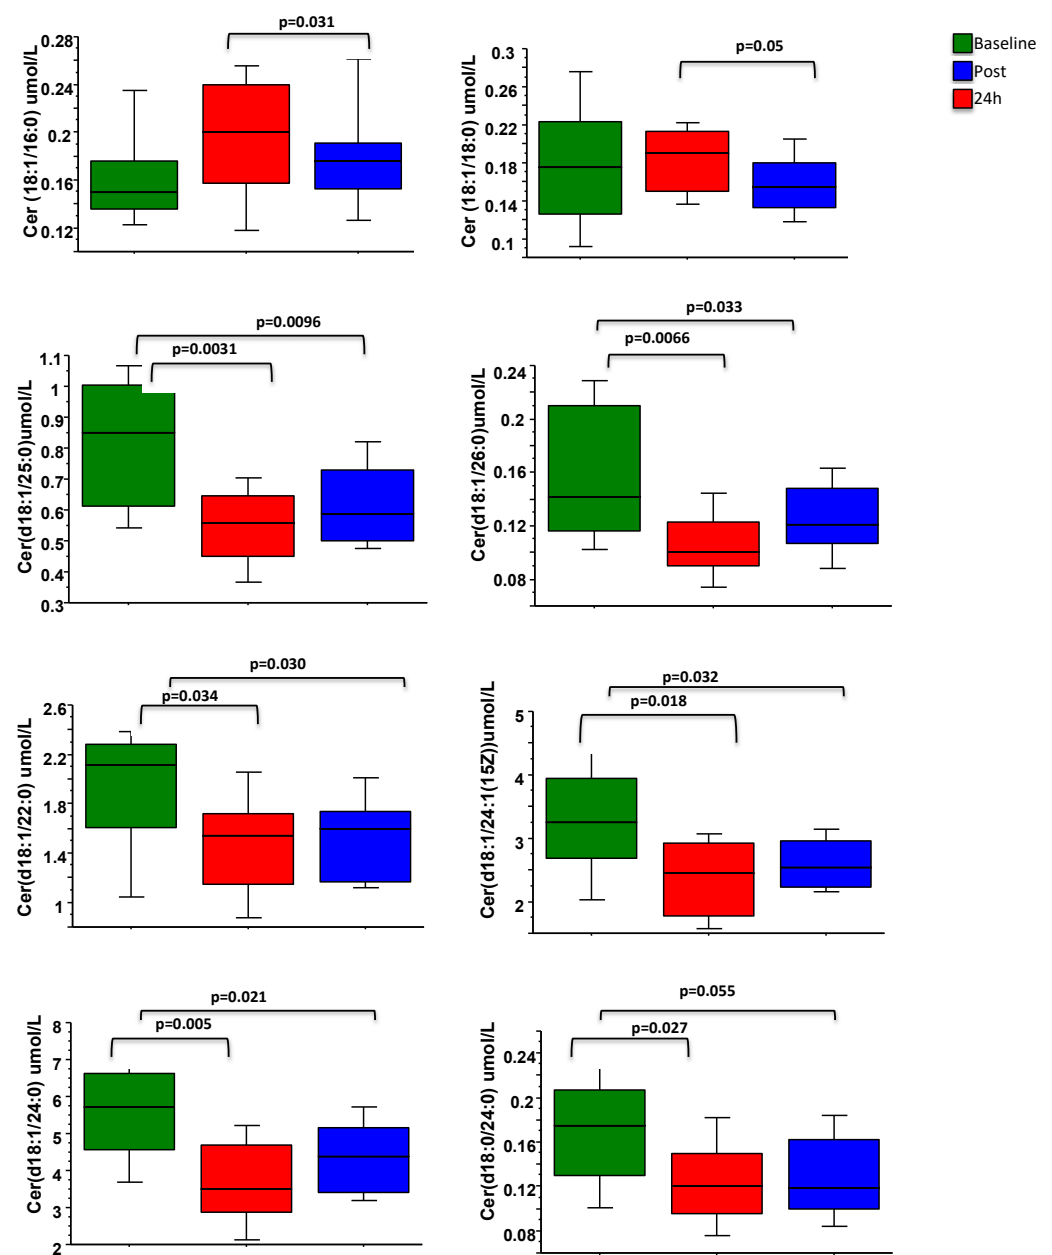 p=0.031
Cer (18:1/16:0) umol/L
0.28
0.24
0.2
0.16
0.12
p=0.05
Cer (18:1/18:0) umol/L
0.3
0.26
0.22
0.18
0.14
0.1
Baseline
Post
24h
p=0.0096
p=0.0031
Cer(d18:1/25:0)umol/L
1.1
1
0.9
0.8
0.7
0.6
0.5
0.4
0.3
p=0.033
p=0.0066
Cer(d18:1/26:0)umol/L
0.24
0.2
0.16
0.12
0.08
p=0.030
p=0.034
Cer(d18:1/22:0) umol/L
2.6
2.2
1.8
1.4
1
p=0.032
p=0.018
Cer(d18:1/24:1(15Z))umol/L
5
4
3
2
p=0.021
p=0.005
Cer(d18:1/24:0) umol/L
8
7
6
5
4
3
2
p=0.055
p=0.027
Cer(d18:0/24:0) umol/L
0.24
0.2
0.16
0.12
0.08